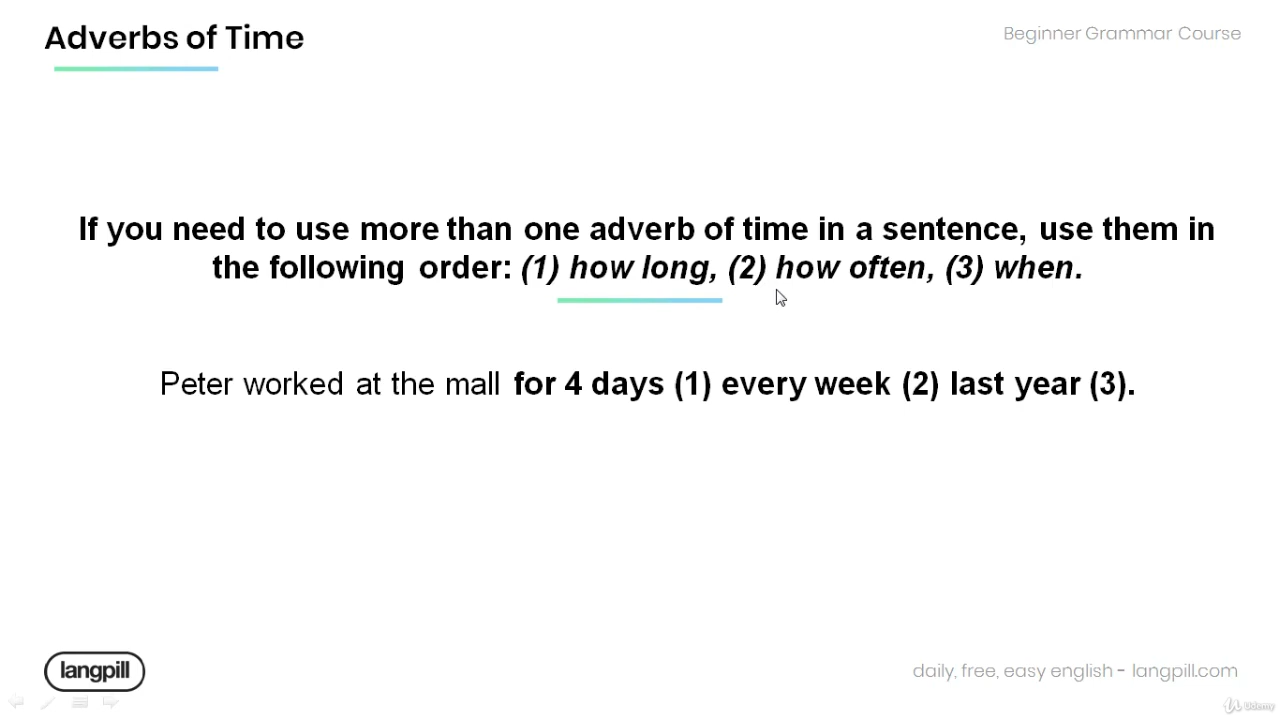 Adverbs of Time
Beginner Grammar Course
If you need to use more than one adverb of time in a sentence, use them in
the following order: (1) how long, (2) how often, (3) when.
Peter worked at the mall for 4 days (1) every week (2) last year (3).
langpill
daily, free, easy english - langpill.com
Udemy